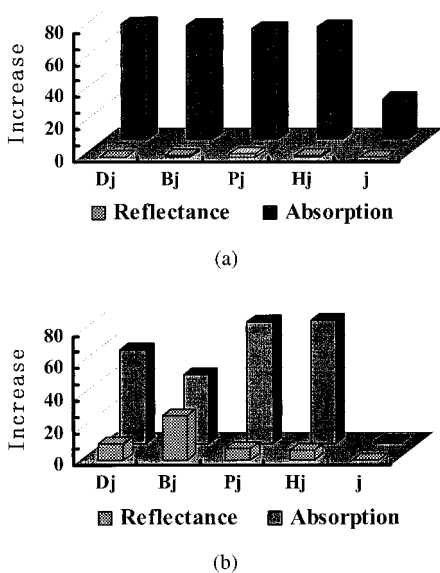 Increase
80
60
40
20
0
Dj Bj Pj Hj j
Reflectance Absorption
(a)
Increase
80
60
40
20
0
Dj Bj Pj Hj j
Reflectance Absorption
(b)